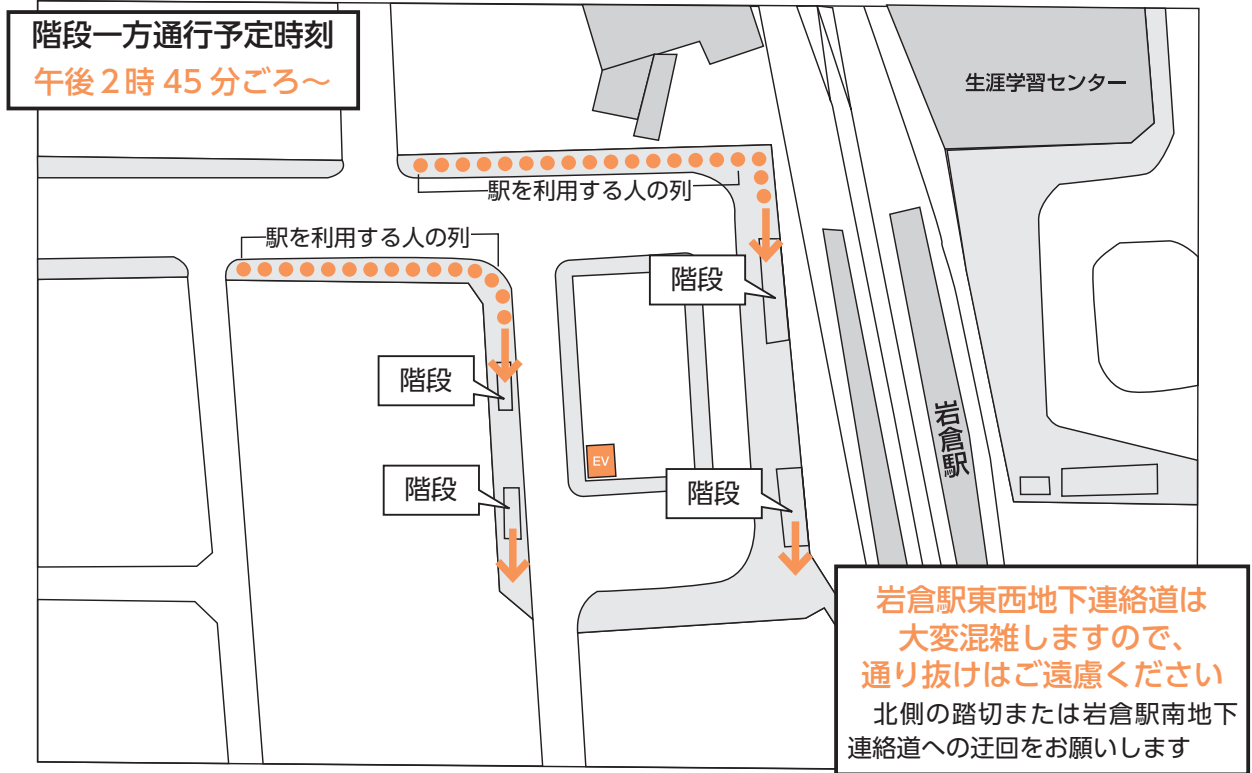 階段一方通行予定時刻
午後2時45分ごろ～
生涯学習センター
駅を利用する人の列
駅を利用する人の列
階段
階段
岩倉駅
EV
階段
階段
岩倉駅東西地下連絡道は
大変混雑しますので、
通り抜けはご遠慮ください
北側の踏切または岩倉駅南地下
連絡道への迂回をお願いします